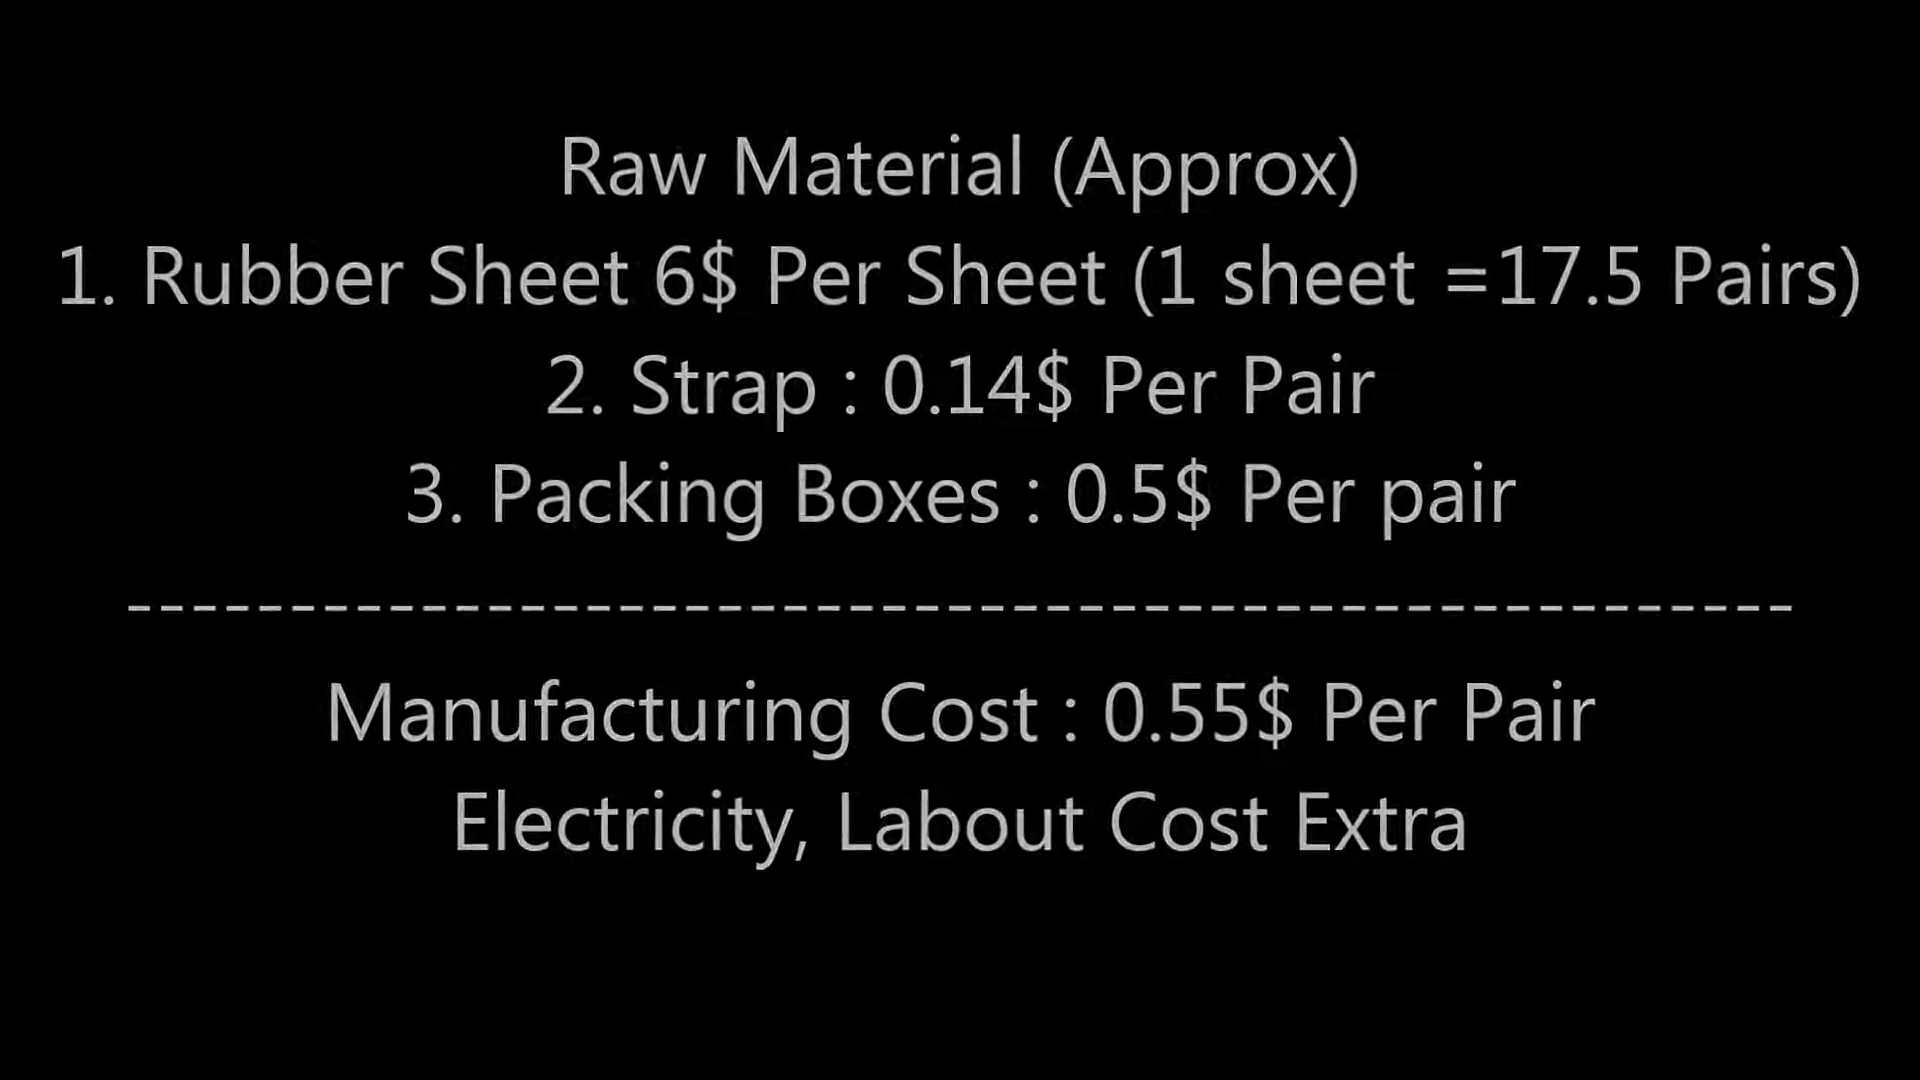 Raw Material (Approx)
1. Rubber Sheet 6$ Per Sheet (1 sheet =17.5 Pairs)
2. Strap : 0.14$ Per Pair
3. Packing Boxes : 0.5$ Per pair
---------------------------------------------------
Manufacturing Cost : 0.55$ Per Pair
Electricity, Labout Cost Extra